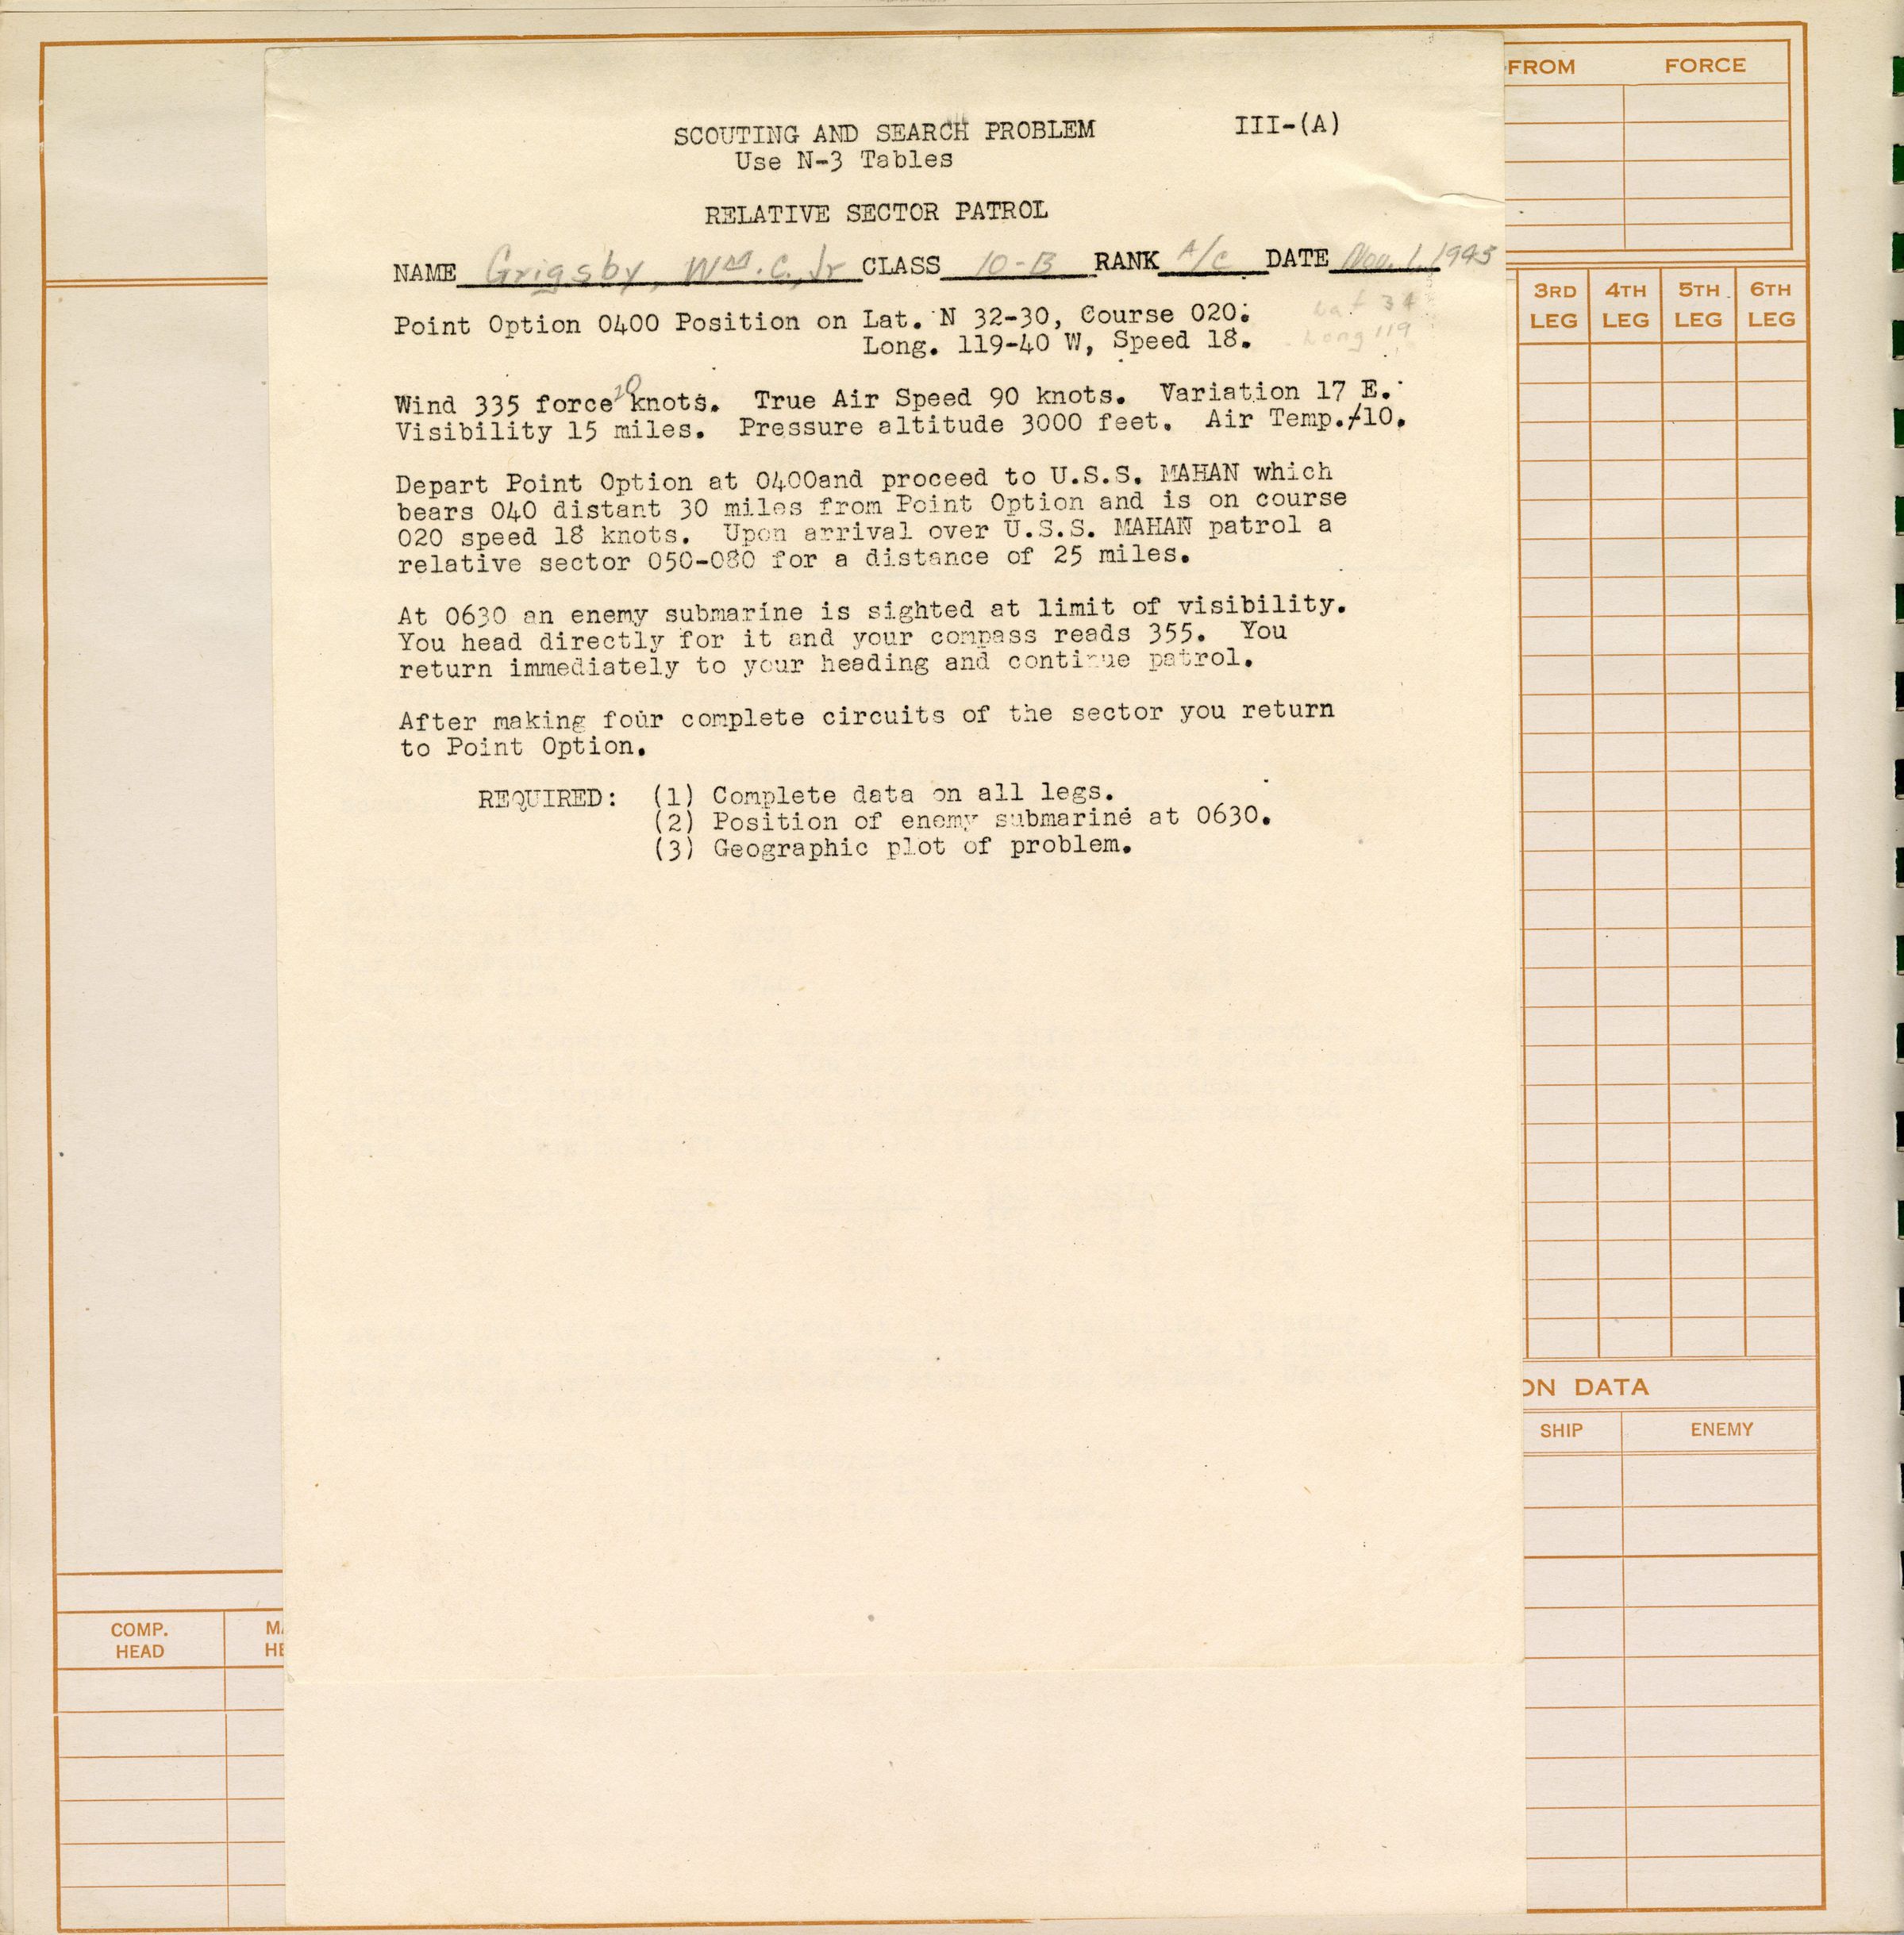 SCOUTING AND SEARCH PROBLEM III-(A)
Use N-3 Tables
RELATIVE SECTOR PATROL
NAME Grigsby, Wm. C. Jr CLASS 10-B RANK A/C DATE Nov. 1, 1945
Point Option 0400 Position on Lat. N 32-30, Course 020:
Long. 119-40 W, Speed 18.
Lat 34
Long 119
Wind 335 force 20 knots. True Air Speed 90 knots. Variation 17 E.
Visibility 15 miles. Pressure altitude 3000 feet. Air Temp.+10.
Depart Point Option at 0400and proceed to U.S.S. MAHAN which
bears 040 distant 30 miles from Point Option and is on course
020 speed 18 knots. Upon arrival over U.S.S. MAHAN patrol a
relative sector 050-080 for a distance of 25 miles.
At 0630 an enemy submarine is sighted at limit of visibility.
You head directly for it and your compass reads 355. You
return immediately to your heading and continue patrol.
After making four complete circuits of the sector you return
to Point Option.
REQUIRED: (1) Complete data on all legs.
(2) Position of enemy submarine at 0630.
(3) Geographic plot of problem.
FROM FORCE
3RD LEG 4TH LEG 5TH LEG 6TH LEG
ON DATA
SHIP ENEMY
COMP. HEAD